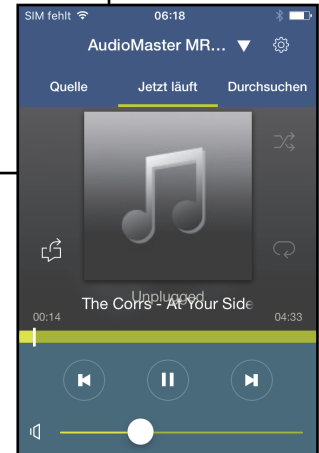 SIM fehlt 06:18
AudioMaster MR...
Quelle Jetzt läuft Durchsuchen
Unplugged
The Corrs - At Your Side
00:14 04:33